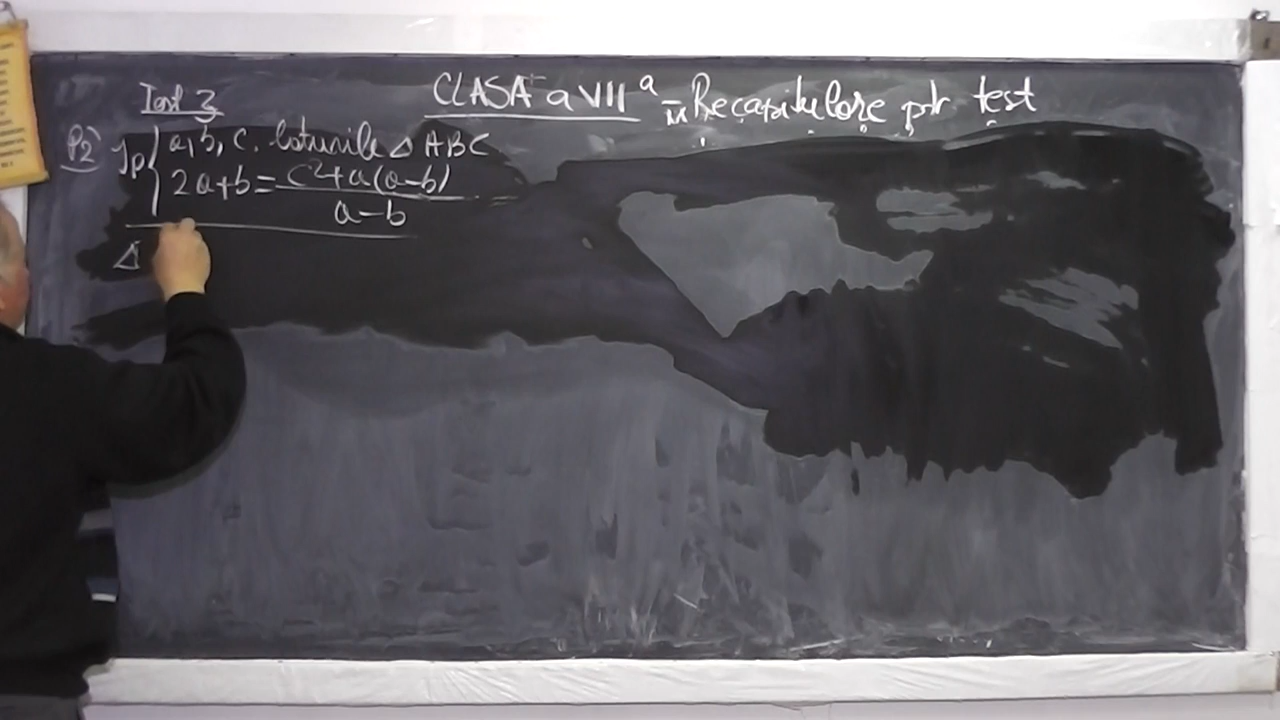 Test 3
CLASA a VII a – Recapitulare ptr test
P2) Ip { a, b, c. laturile △ ABC
2a+b = c²+a(a-b) / a-b
△